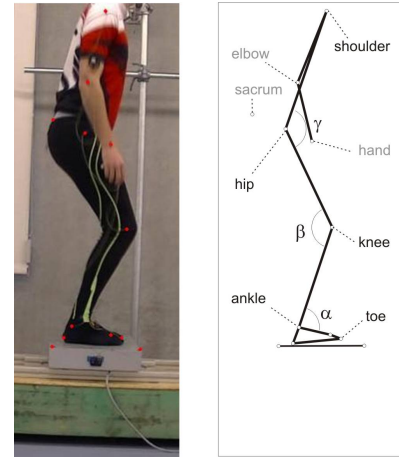 shoulder
elbow
sacrum
γ
hand
hip
β
knee
ankle
α
toe